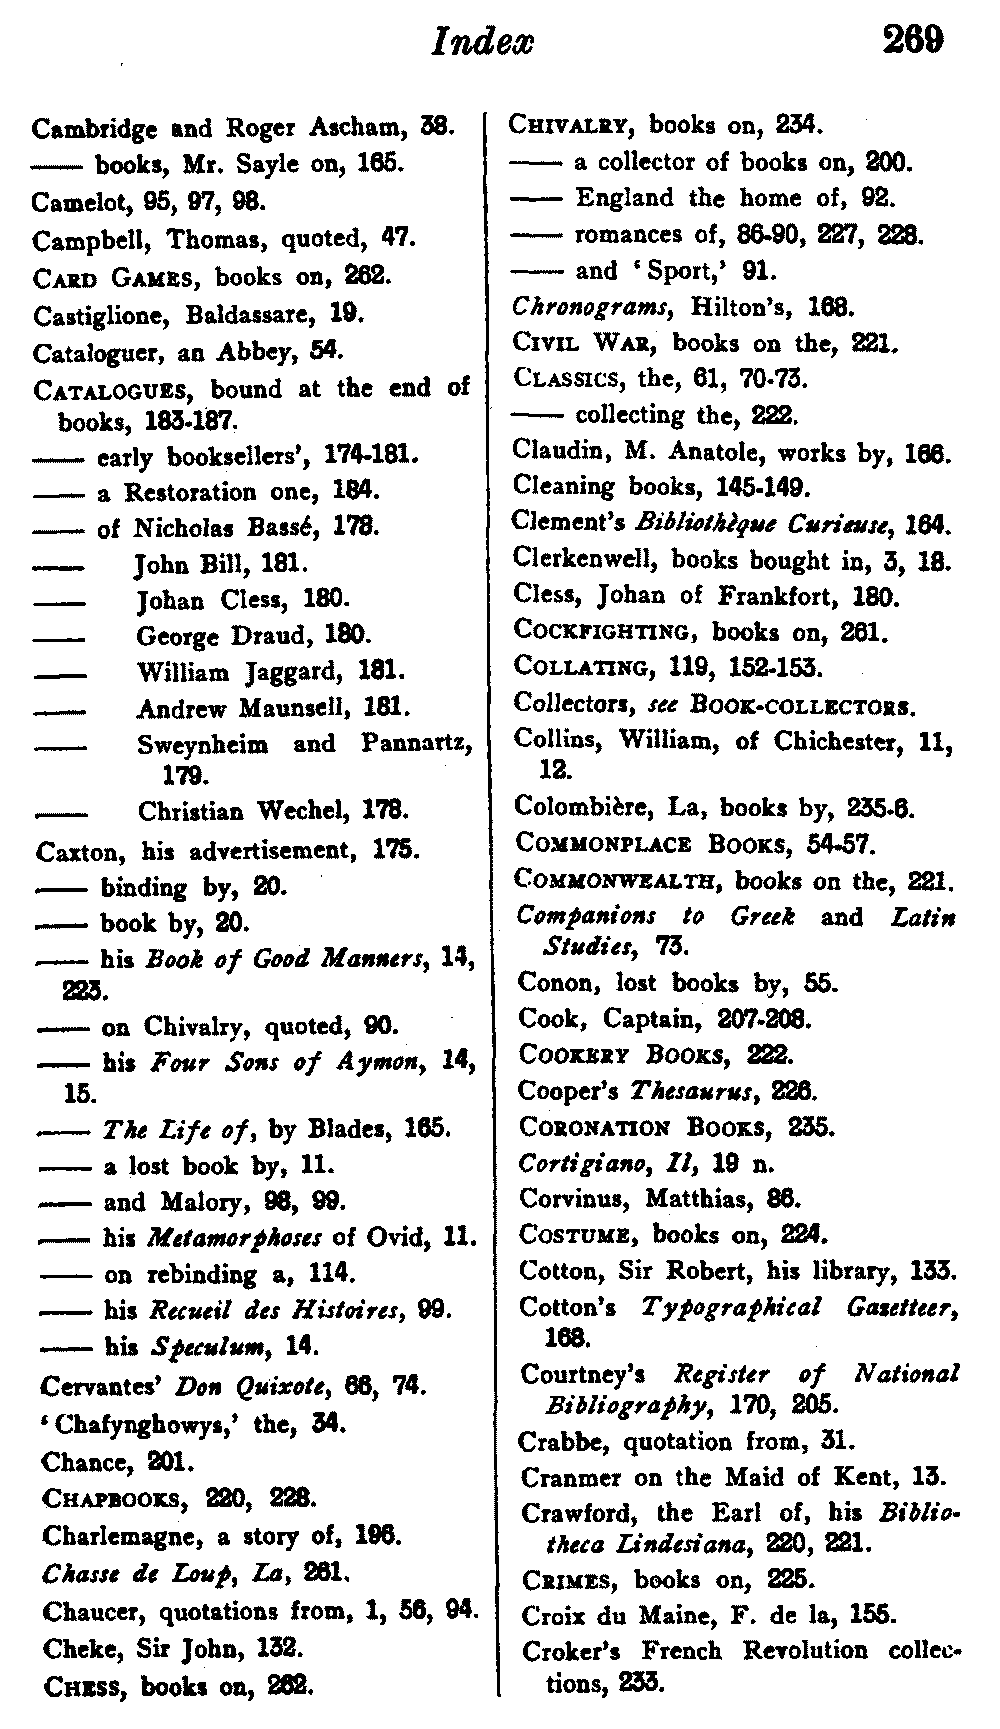 Index 269
Cambridge and Roger Ascham, 38.
—— books, Mr. Sayle on, 165.
Camelot, 95, 97, 98.
Campbell, Thomas, quoted, 47.
CARD GAMES, books on, 262.
Castiglione, Baldassare, 19.
Cataloguer, an Abbey, 54.
CATALOGUES, bound at the end of
books, 183-187.
—— early booksellers', 174-181.
—— a Restoration one, 184.
—— of Nicholas Bassé, 178.
—— John Bill, 181.
—— Johan Cless, 180.
—— George Draud, 180.
—— William Jaggard, 181.
—— Andrew Maunsell, 181.
—— Sweynheim and Pannartz,
179.
—— Christian Wechel, 178.
Caxton, his advertisement, 175.
—— binding by, 20.
—— book by, 20.
—— his Book of Good Manners, 14,
223.
—— on Chivalry, quoted, 90.
—— his Four Sons of Aymon, 14,
15.
—— The Life of, by Blades, 165.
—— a lost book by, 11.
—— and Malory, 98, 99.
—— his Metamorphoses of Ovid, 11.
—— on rebinding a, 114.
—— his Recueil des Histoires, 99.
—— his Speculum, 14.
Cervantes' Don Quixote, 66, 74.
‘Chafynghowys,’ the, 34.
Chance, 201.
CHAPBOOKS, 220, 228.
Charlemagne, a story of, 196.
Chasse de Loup, La, 261.
Chaucer, quotations from, 1, 56, 94.
Cheke, Sir John, 132.
CHESS, books on, 262.
CHIVALRY, books on, 234.
—— a collector of books on, 200.
—— England the home of, 92.
—— romances of, 86-90, 227, 228.
—— and ‘Sport,’ 91.
Chronograms, Hilton's, 168.
CIVIL WAR, books on the, 221.
CLASSICS, the, 61, 70-73.
—— collecting the, 222.
Claudin, M. Anatole, works by, 166.
Cleaning books, 145-149.
Clement's Bibliothèque Curieuse, 164.
Clerkenwell, books bought in, 3, 18.
Cless, Johan of Frankfort, 180.
COCKFIGHTING, books on, 261.
COLLATING, 119, 152-153.
Collectors, see BOOK-COLLECTORS.
Collins, William, of Chichester, 11,
12.
Colombière, La, books by, 235-6.
COMMONPLACE BOOKS, 54-57.
COMMONWEALTH, books on the, 221.
Companions to Greek and Latin
Studies, 73.
Conon, lost books by, 55.
Cook, Captain, 207-208.
COOKERY BOOKS, 222.
Cooper's Thesaurus, 226.
CORONATION BOOKS, 235.
Cortigiano, Il, 19 n.
Corvinus, Matthias, 86.
COSTUME, books on, 224.
Cotton, Sir Robert, his library, 133.
Cotton's Typographical Gazetteer,
168.
Courtney's Register of National
Bibliography, 170, 205.
Crabbe, quotation from, 31.
Cranmer on the Maid of Kent, 13.
Crawford, the Earl of, his Biblio-
theca Lindesiana, 220, 221.
CRIMES, books on, 225.
Croix du Maine, F. de la, 155.
Croker's French Revolution collec-
tions, 233.